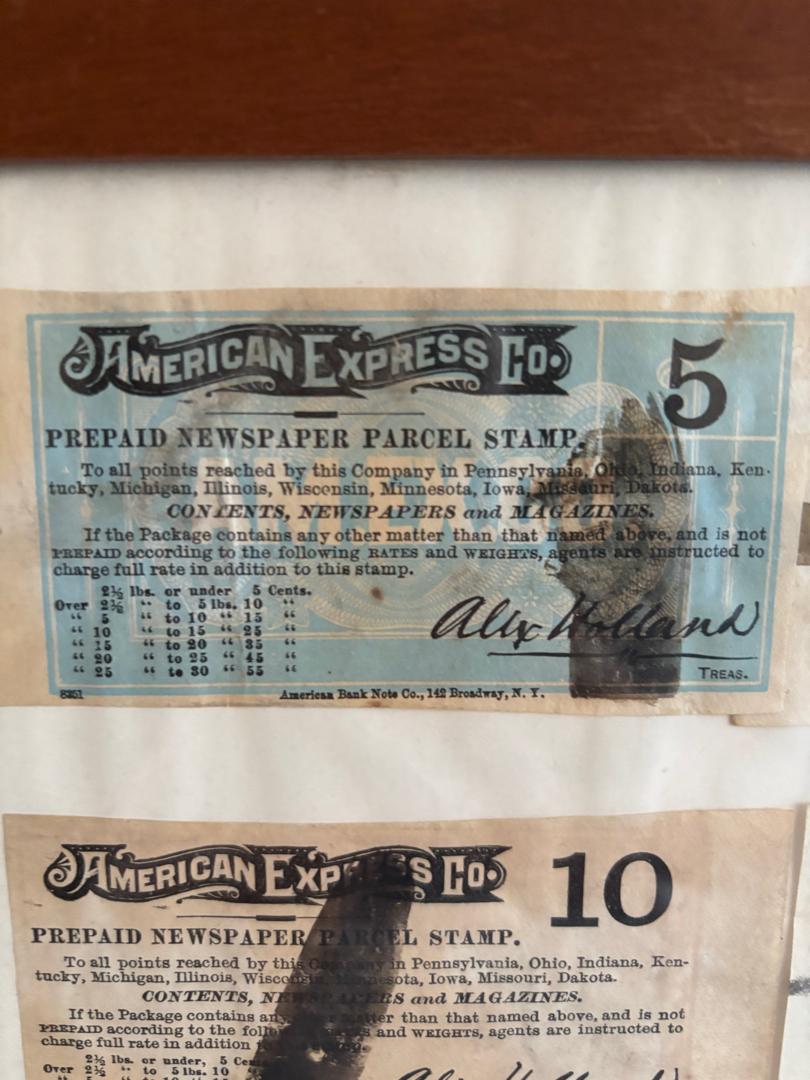 AMERICAN EXPRESS CO.
5
PREPAID NEWSPAPER PARCEL STAMP.
To all points reached by this Company in Pennsylvania, Ohio, Indiana, Ken-
tucky, Michigan, Illinois, Wisconsin, Minnesota, Iowa, Missouri, Dakota.
CONTENTS, NEWSPAPERS and MAGAZINES.
If the Package contains any other matter than that named above, and is not
PREPAID according to the following RATES and WEIGHTS, agents are instructed to
charge full rate in addition to this stamp.
2½ lbs. or under 5 Cents.
Over 2½ “ to 5 lbs. 10 “
“ 5 “ to 10 “ 15 “
“ 10 “ to 15 “ 25 “
“ 15 “ to 20 “ 35 “
“ 20 “ to 25 “ 45 “
“ 25 “ to 30 “ 55 “
Alex Holland
TREAS.
8351
American Bank Note Co., 142 Broadway, N. Y.
AMERICAN EXPRESS CO.
10
PREPAID NEWSPAPER PARCEL STAMP.
To all points reached by this Company in Pennsylvania, Ohio, Indiana, Ken-
tucky, Michigan, Illinois, Wisconsin, Minnesota, Iowa, Missouri, Dakota.
CONTENTS, NEWSPAPERS and MAGAZINES.
If the Package contains any other matter than that named above, and is not
PREPAID according to the following RATES and WEIGHTS, agents are instructed to
charge full rate in addition to this stamp.
2½ lbs. or under, 5 Cents
Over 2½ “ to 5 lbs. 10 “
Alex Holland